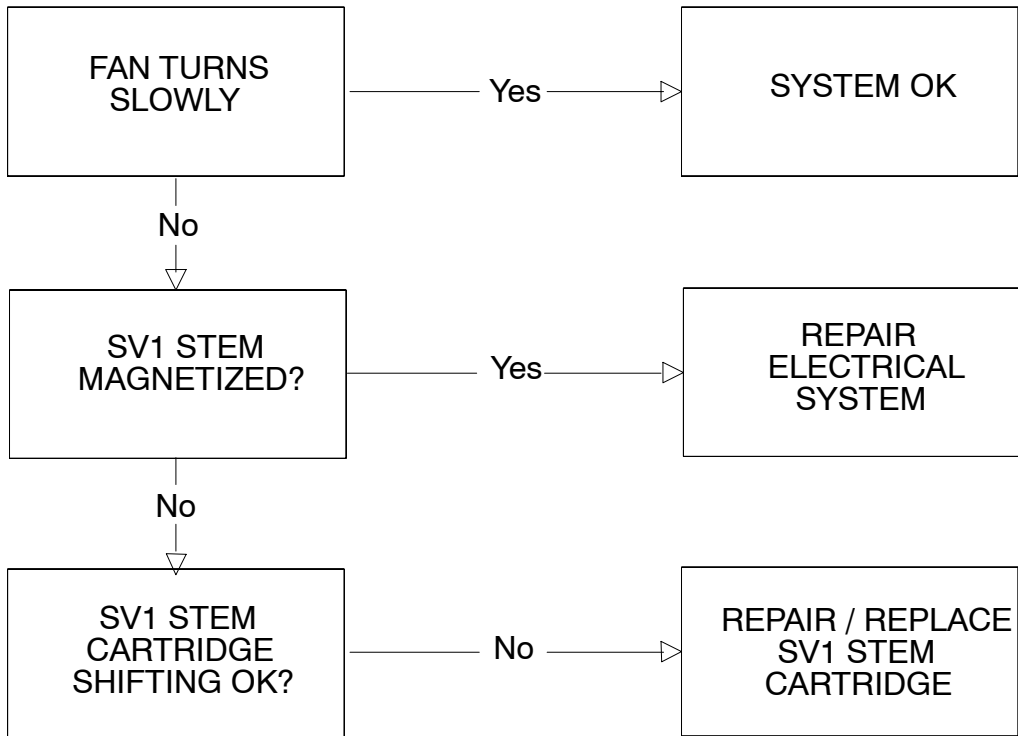 FAN TURNS
SLOWLY
Yes
SYSTEM OK
No
SV1 STEM
MAGNETIZED?
Yes
REPAIR
ELECTRICAL
SYSTEM
No
SV1 STEM
CARTRIDGE
SHIFTING OK?
No
REPAIR / REPLACE
SV1 STEM
CARTRIDGE